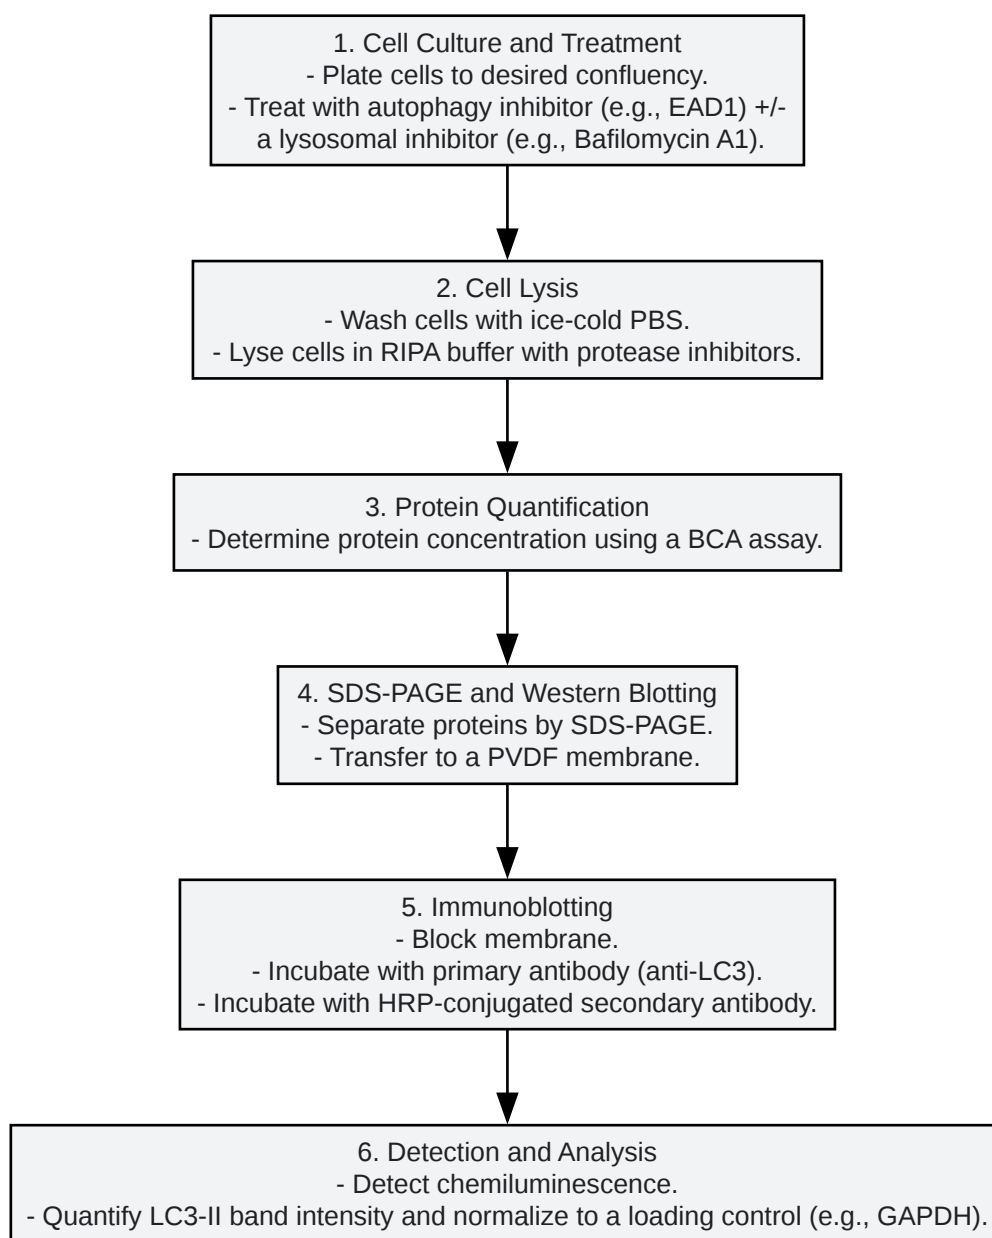 1. Cell Culture and Treatment
- Plate cells to desired confluency.
- Treat with autophagy inhibitor (e.g., EAD1) +/-
a lysosomal inhibitor (e.g., Bafilomycin A1).
2. Cell Lysis
- Wash cells with ice-cold PBS.
- Lyse cells in RIPA buffer with protease inhibitors.
3. Protein Quantification
- Determine protein concentration using a BCA assay.
4. SDS-PAGE and Western Blotting
- Separate proteins by SDS-PAGE.
- Transfer to a PVDF membrane.
5. Immunoblotting
- Block membrane.
- Incubate with primary antibody (anti-LC3).
- Incubate with HRP-conjugated secondary antibody.
6. Detection and Analysis
- Detect chemiluminescence.
- Quantify LC3-II band intensity and normalize to a loading control (e.g., GAPDH).